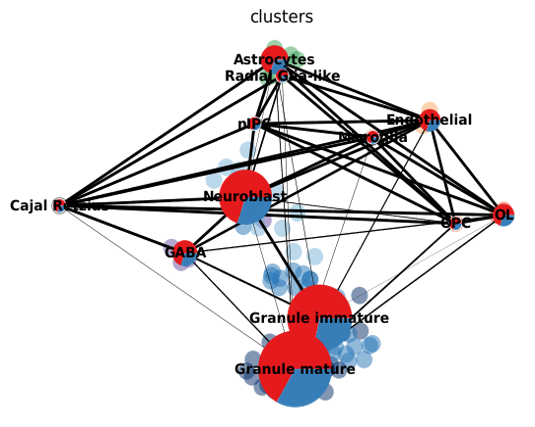 clusters
Astrocytes
Radial Glia-like
nIPC
Endothelial
Microglia
Neuroblast
Cajal Retzius
OL
OPC
GABA
Granule immature
Granule mature